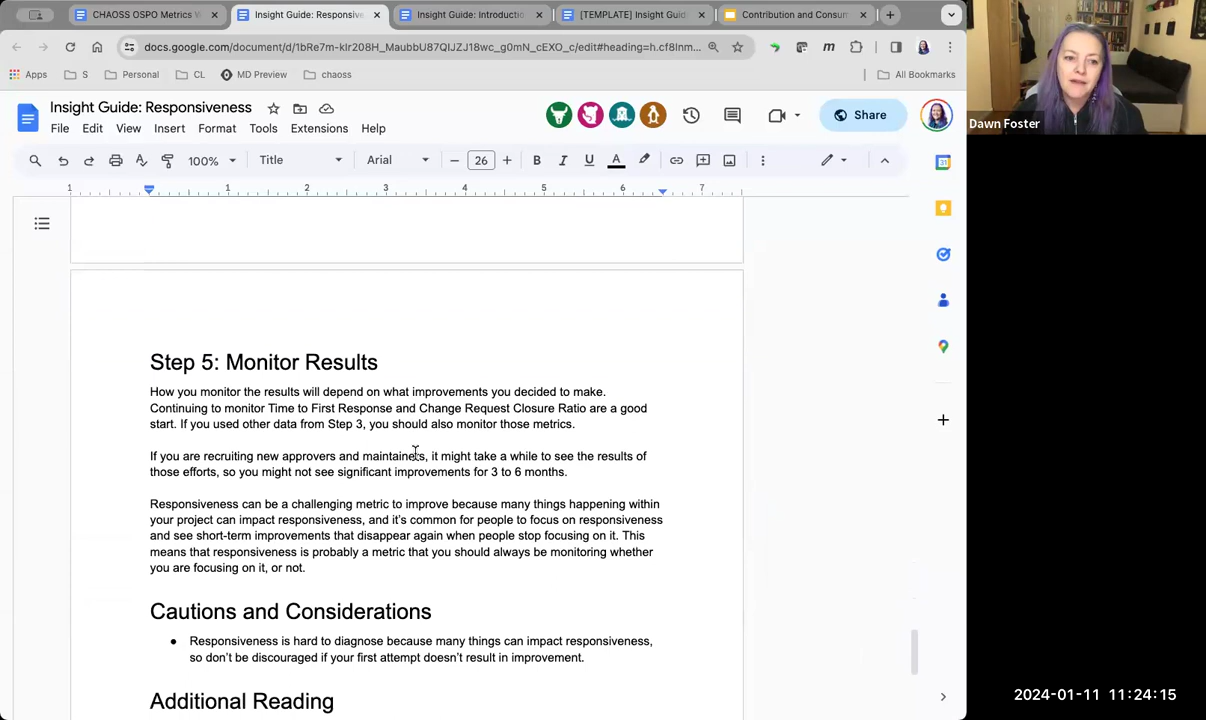 CHAOSS OSPO Metrics W
Insight Guide: Responsive
Insight Guide: Introductio
[TEMPLATE] Insight Guid
Contribution and Consum
docs.google.com/document/d/1bRe7m-kIr208H_MaubbU87QIJZJ18wc_g0mN_cEXO_c/edit#heading=h.cf8lnm...
Apps
S
Personal
CL
MD Preview
chaoss
All Bookmarks
Insight Guide: Responsiveness
File Edit View Insert Format Tools Extensions Help
Share
Dawn Foster
100% Title Arial 26 B I U A
1 1 2 3 4 5 6 7
Step 5: Monitor Results
How you monitor the results will depend on what improvements you decided to make.
Continuing to monitor Time to First Response and Change Request Closure Ratio are a good
start. If you used other data from Step 3, you should also monitor those metrics.
If you are recruiting new approvers and maintainers, it might take a while to see the results of
those efforts, so you might not see significant improvements for 3 to 6 months.
Responsiveness can be a challenging metric to improve because many things happening within
your project can impact responsiveness, and it's common for people to focus on responsiveness
and see short-term improvements that disappear again when people stop focusing on it. This
means that responsiveness is probably a metric that you should always be monitoring whether
you are focusing on it, or not.
Cautions and Considerations
● Responsiveness is hard to diagnose because many things can impact responsiveness,
so don't be discouraged if your first attempt doesn't result in improvement.
Additional Reading
2024-01-11 11:24:15